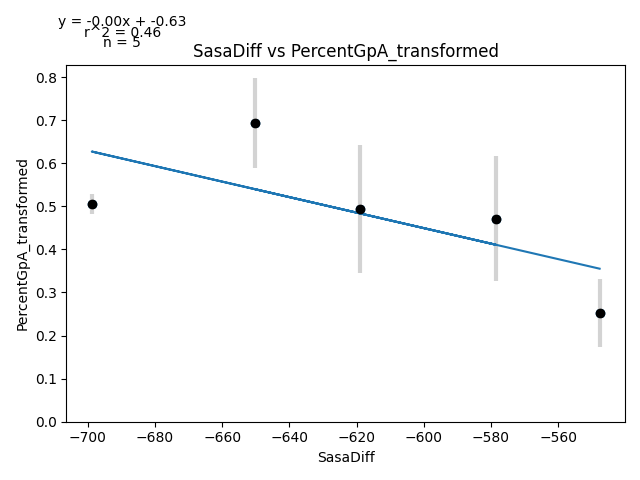 y = -0.00x + -0.63
r^2 = 0.46
n = 5
SasaDiff vs PercentGpA_transformed
0.8
0.7
0.6
0.5
0.4
0.3
0.2
0.1
0.0
PercentGpA_transformed
−700 −680 −660 −640 −620 −600 −580 −560
SasaDiff